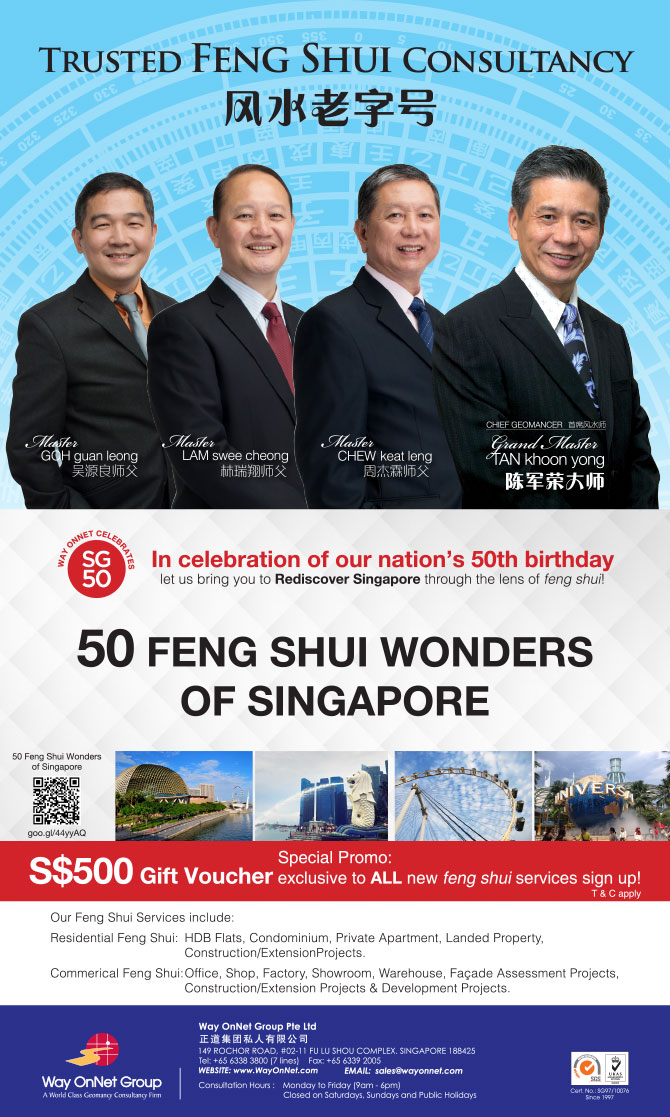 TRUSTED FENG SHUI CONSULTANCY
风水老字号
Master
GOH guan leong
吴源良师父
Master
LAM swee cheong
林瑞翔师父
Master
CHEW keat leng
周杰霖师父
CHIEF GEOMANCER 首席风水师
Grand Master
TAN khoon yong
陈军荣大师
WAY ONNET CELEBRATES
SG
50
In celebration of our nation's 50th birthday
let us bring you to Rediscover Singapore through the lens of feng shui!
50 FENG SHUI WONDERS
OF SINGAPORE
50 Feng Shui Wonders
of Singapore
goo.gl/44yyAQ
UNIVERS
Special Promo:
S$500 Gift Voucher exclusive to ALL new feng shui services sign up!
T & C apply
Our Feng Shui Services include:
Residential Feng Shui: HDB Flats, Condominium, Private Apartment, Landed Property,
Construction/ExtensionProjects.
Commerical Feng Shui: Office, Shop, Factory, Showroom, Warehouse, Façade Assessment Projects,
Construction/Extension Projects & Development Projects.
Way OnNet Group
A World Class Geomancy Consultancy Firm
Way OnNet Group Pte Ltd
正道集团私人有限公司
149 ROCHOR ROAD, #02-11 FU LU SHOU COMPLEX, SINGAPORE 188425
Tel: +65 6338 3800 (7 lines) Fax: +65 6339 2005
WEBSITE: www.WayOnNet.com EMAIL: sales@wayonnet.com
Consultation Hours : Monday to Friday (9am - 6pm)
Closed on Saturdays, Sundays and Public Holidays
SGS
UKAS
Cert. No.: SG97/10076
Since 1997